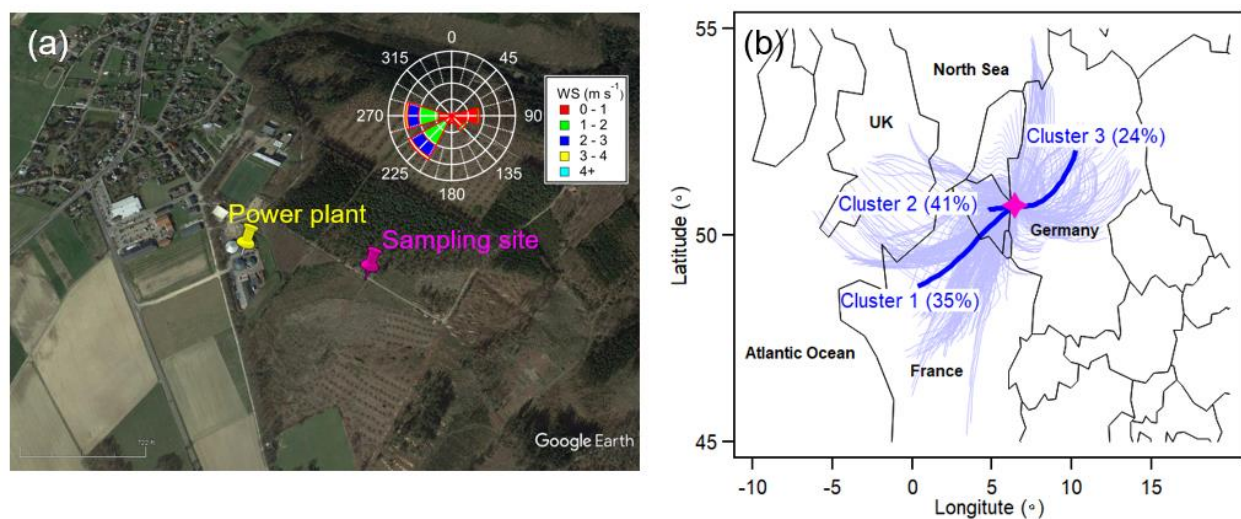 (a)
0
315
45
270
90
225
135
180
WS (m s⁻¹)
0 - 1
1 - 2
2 - 3
3 - 4
4+
Power plant
Sampling site
Google Earth
(b)
55
50
45
Latitude (°)
North Sea
UK
Cluster 3 (24%)
Cluster 2 (41%)
Germany
Cluster 1 (35%)
Atlantic Ocean
France
-10
-5
0
5
10
15
Longitute (°)